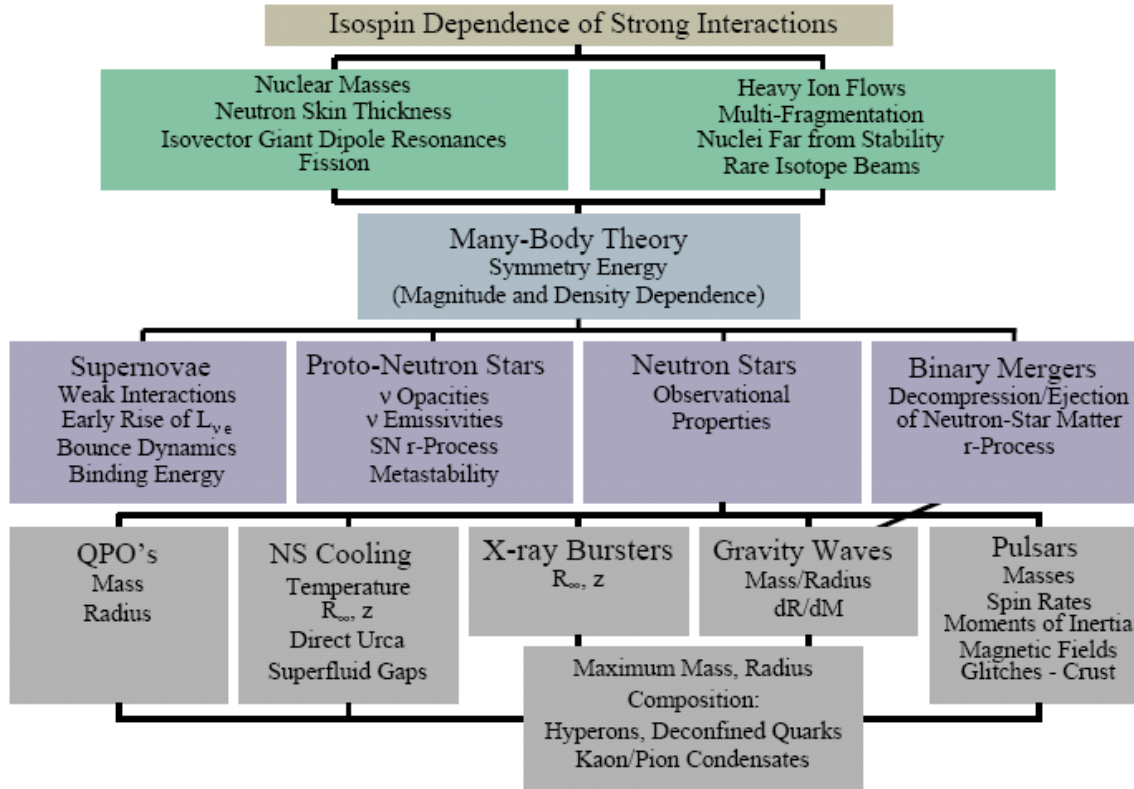 Isospin Dependence of Strong Interactions
Nuclear Masses
Neutron Skin Thickness
Isovector Giant Dipole Resonances
Fission
Heavy Ion Flows
Multi-Fragmentation
Nuclei Far from Stability
Rare Isotope Beams
Many-Body Theory
Symmetry Energy
(Magnitude and Density Dependence)
Supernovae
Weak Interactions
Early Rise of L_νe
Bounce Dynamics
Binding Energy
Proto-Neutron Stars
ν Opacities
ν Emissivities
SN r-Process
Metastability
Neutron Stars
Observational
Properties
Binary Mergers
Decompression/Ejection
of Neutron-Star Matter
r-Process
QPO's
Mass
Radius
NS Cooling
Temperature
R∞, z
Direct Urca
Superfluid Gaps
X-ray Bursters
R∞, z
Gravity Waves
Mass/Radius
dR/dM
Pulsars
Masses
Spin Rates
Moments of Inertia
Magnetic Fields
Glitches - Crust
Maximum Mass, Radius
Composition:
Hyperons, Deconfined Quarks
Kaon/Pion Condensates